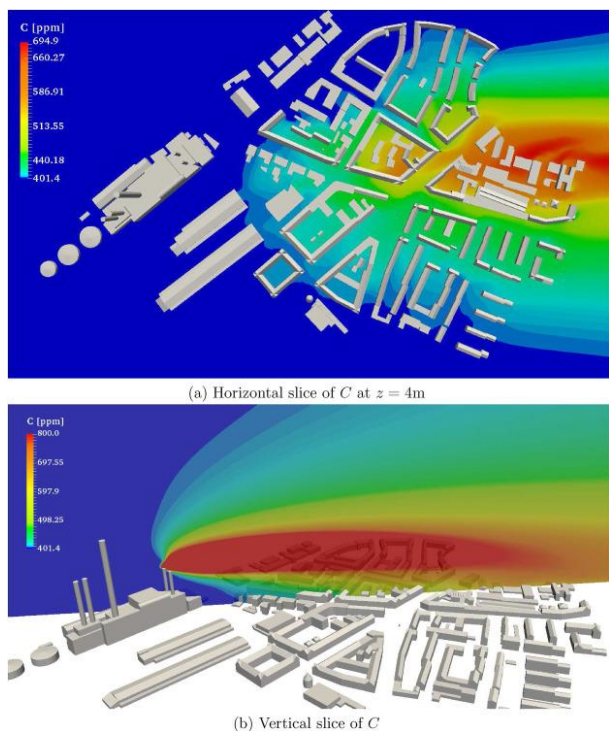 C [ppm]
694.9
660.27
586.91
513.55
440.18
401.4
(a) Horizontal slice of C at z = 4m
C [ppm]
800.0
697.55
597.9
498.25
401.4
(b) Vertical slice of C